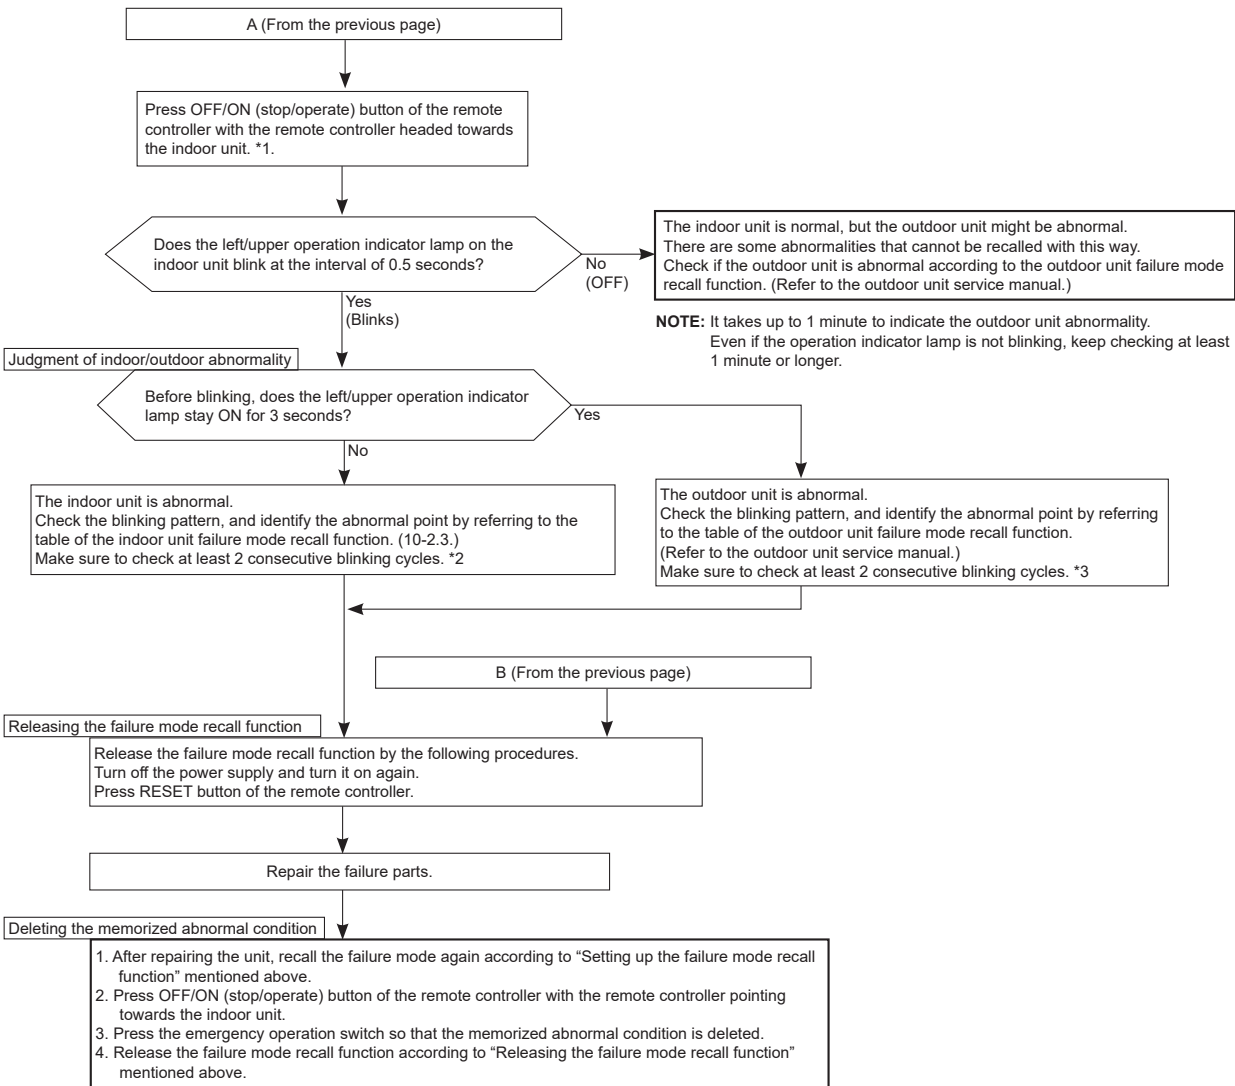 A (From the previous page)
Press OFF/ON (stop/operate) button of the remote
controller with the remote controller headed towards
the indoor unit. *1.
Does the left/upper operation indicator lamp on the
indoor unit blink at the interval of 0.5 seconds?
No
(OFF)
The indoor unit is normal, but the outdoor unit might be abnormal.
There are some abnormalities that cannot be recalled with this way.
Check if the outdoor unit is abnormal according to the outdoor unit failure mode
recall function. (Refer to the outdoor unit service manual.)
Yes
(Blinks)
NOTE: It takes up to 1 minute to indicate the outdoor unit abnormality.
Even if the operation indicator lamp is not blinking, keep checking at least
1 minute or longer.
Judgment of indoor/outdoor abnormality
Before blinking, does the left/upper operation indicator
lamp stay ON for 3 seconds?
Yes
No
The indoor unit is abnormal.
Check the blinking pattern, and identify the abnormal point by referring to the
table of the indoor unit failure mode recall function. (10-2.3.)
Make sure to check at least 2 consecutive blinking cycles. *2
The outdoor unit is abnormal.
Check the blinking pattern, and identify the abnormal point by referring
to the table of the outdoor unit failure mode recall function.
(Refer to the outdoor unit service manual.)
Make sure to check at least 2 consecutive blinking cycles. *3
B (From the previous page)
Releasing the failure mode recall function
Release the failure mode recall function by the following procedures.
Turn off the power supply and turn it on again.
Press RESET button of the remote controller.
Repair the failure parts.
Deleting the memorized abnormal condition
1. After repairing the unit, recall the failure mode again according to “Setting up the failure mode recall
function” mentioned above.
2. Press OFF/ON (stop/operate) button of the remote controller with the remote controller pointing
towards the indoor unit.
3. Press the emergency operation switch so that the memorized abnormal condition is deleted.
4. Release the failure mode recall function according to “Releasing the failure mode recall function”
mentioned above.